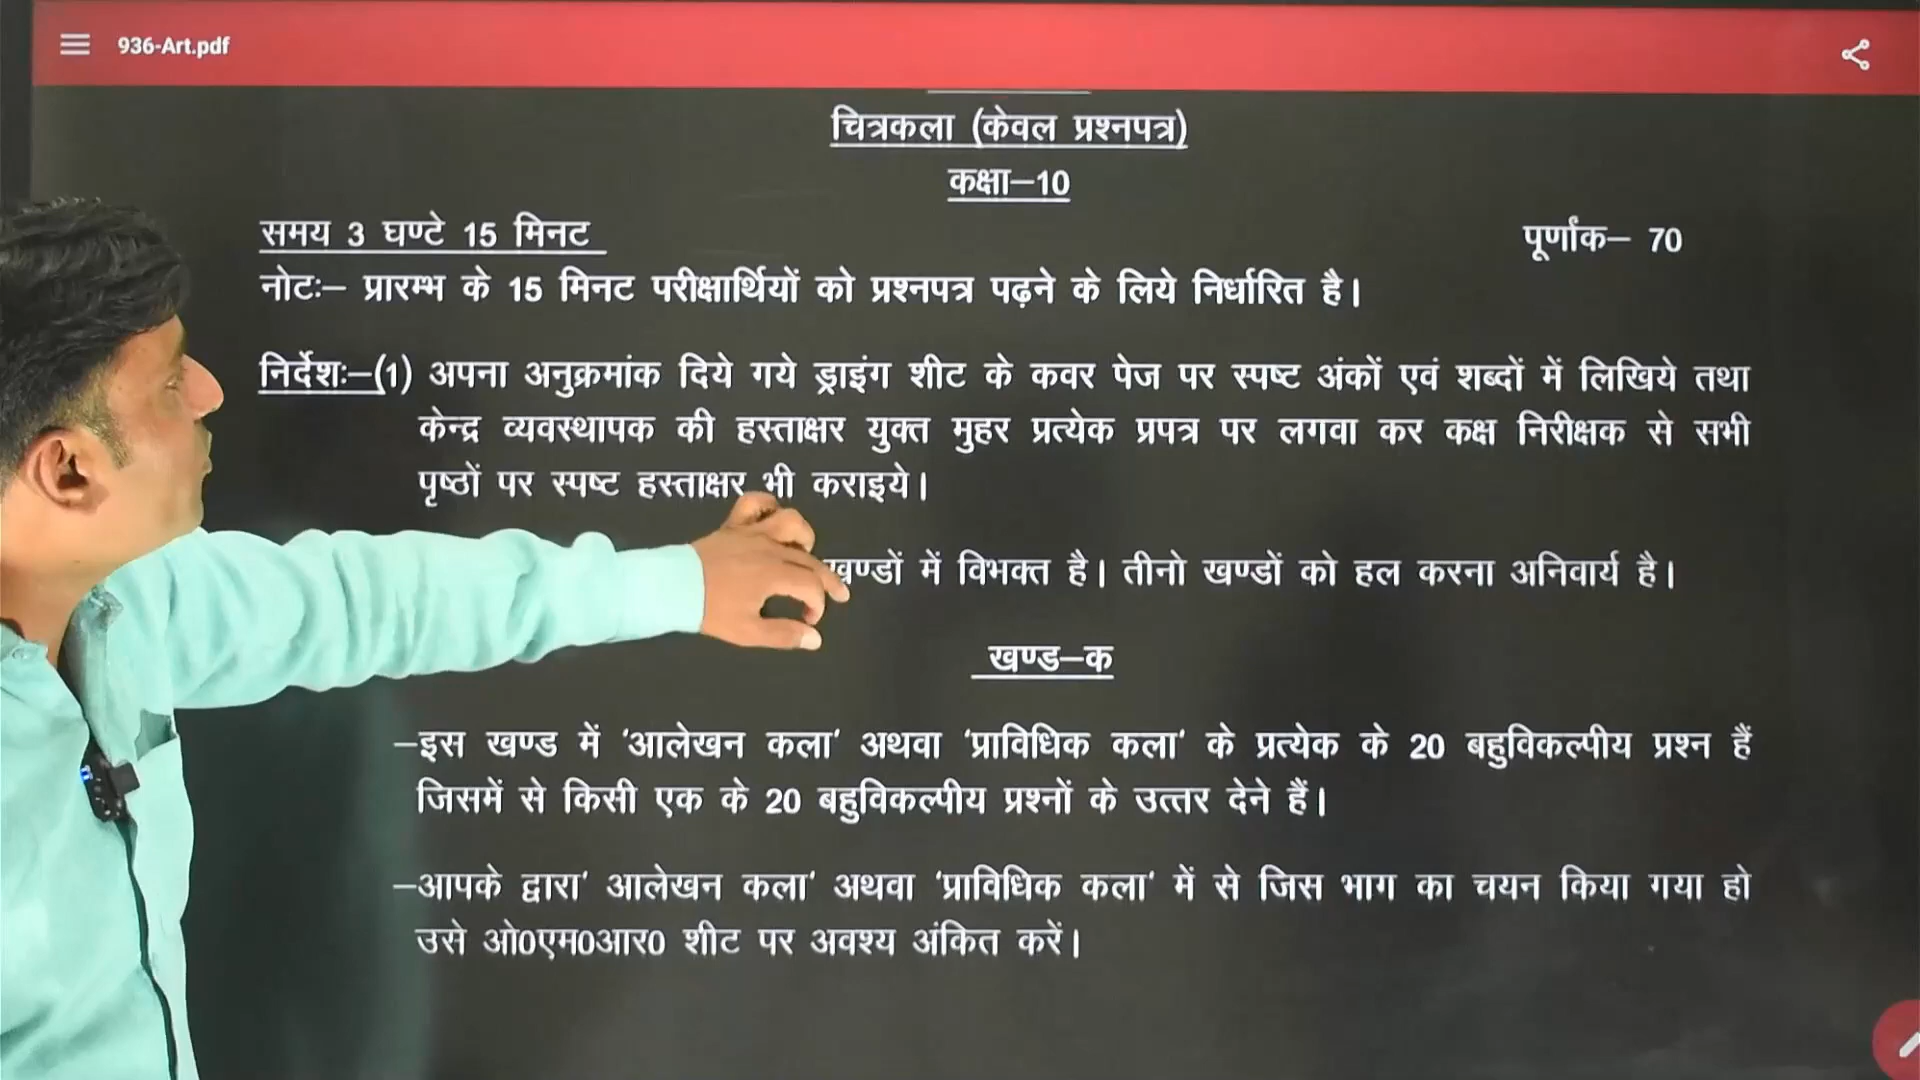 936-Art.pdf
चित्रकला (केवल प्रश्नपत्र)
कक्षा–10
समय 3 घण्टे 15 मिनट
पूर्णांक– 70
नोटः– प्रारम्भ के 15 मिनट परीक्षार्थियों को प्रश्नपत्र पढ़ने के लिये निर्धारित है।
निर्देशः–(1) अपना अनुक्रमांक दिये गये ड्राइंग शीट के कवर पेज पर स्पष्ट अंकों एवं शब्दों में लिखिये तथा
केन्द्र व्यवस्थापक की हस्ताक्षर युक्त मुहर प्रत्येक प्रपत्र पर लगवा कर कक्ष निरीक्षक से सभी
पृष्ठों पर स्पष्ट हस्ताक्षर भी कराइये।
खण्डों में विभक्त है। तीनो खण्डों को हल करना अनिवार्य है।
खण्ड–क
–इस खण्ड में 'आलेखन कला' अथवा 'प्राविधिक कला' के प्रत्येक के 20 बहुविकल्पीय प्रश्न हैं
जिसमें से किसी एक के 20 बहुविकल्पीय प्रश्नों के उत्तर देने हैं।
–आपके द्वारा' आलेखन कला' अथवा 'प्राविधिक कला' में से जिस भाग का चयन किया गया हो
उसे ओ0एम0आर0 शीट पर अवश्य अंकित करें।